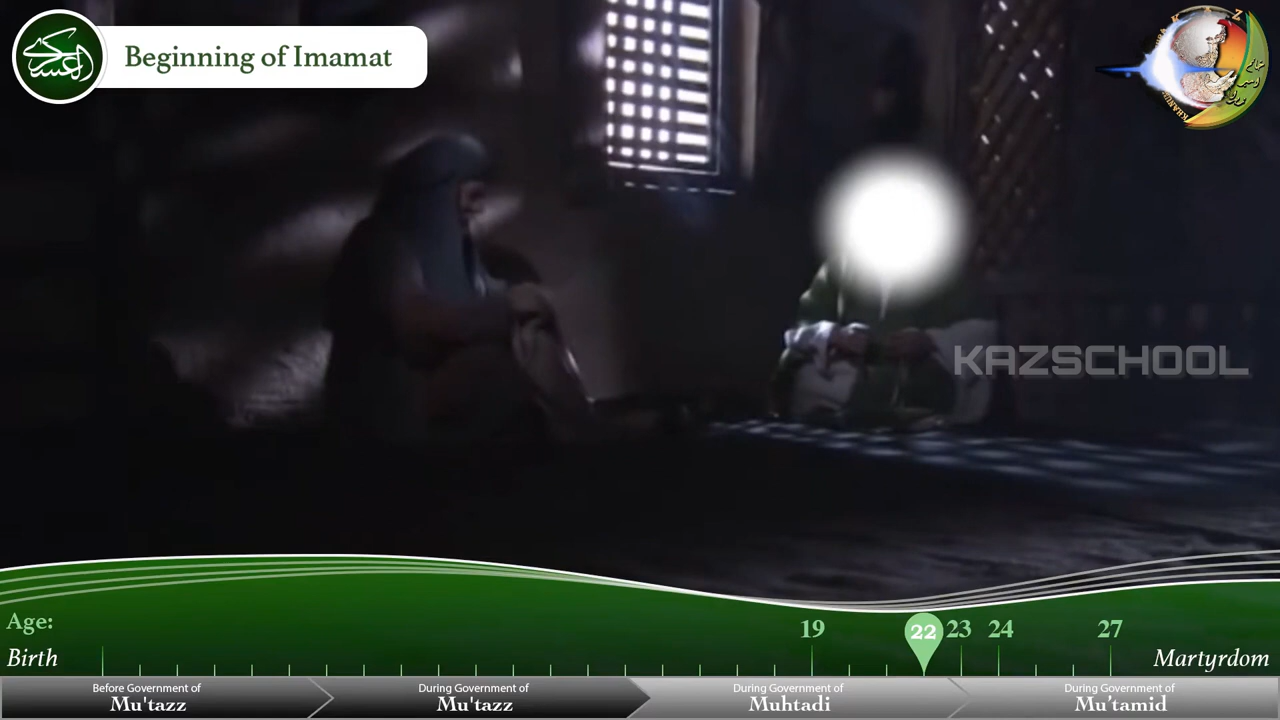 العسكري
Beginning of Imamat
K A Z
KAZSCHOOL
Age:
19
22
23
24
27
Birth
Martyrdom
Before Government of
Mu'tazz
During Government of
Mu'tazz
During Government of
Muhtadi
During Government of
Mu'tamid